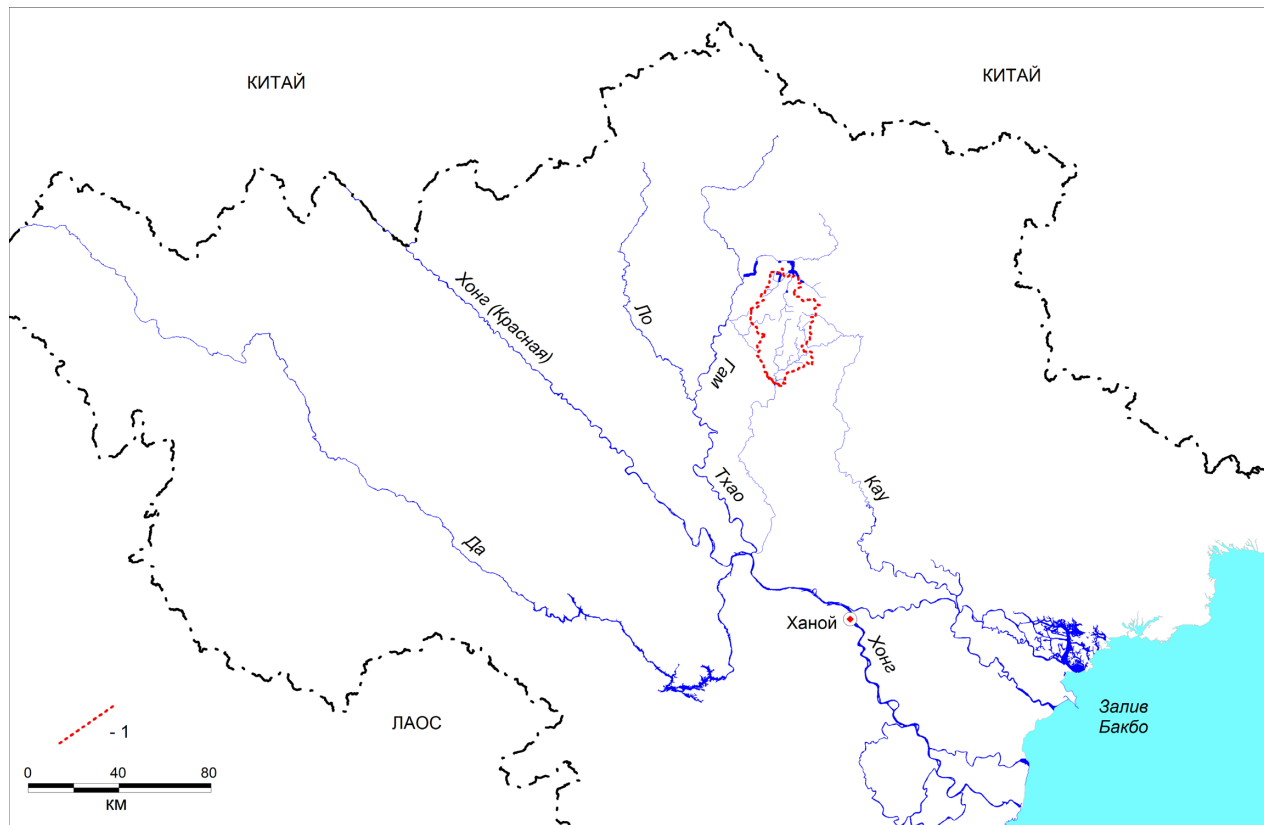 КИТАЙ
КИТАЙ
Хонг (Красная)
Ло
Гам
Тхао
Кау
Да
Ханой
Хонг
Залив
Бакбо
ЛАОС
- 1
0 40 80
км